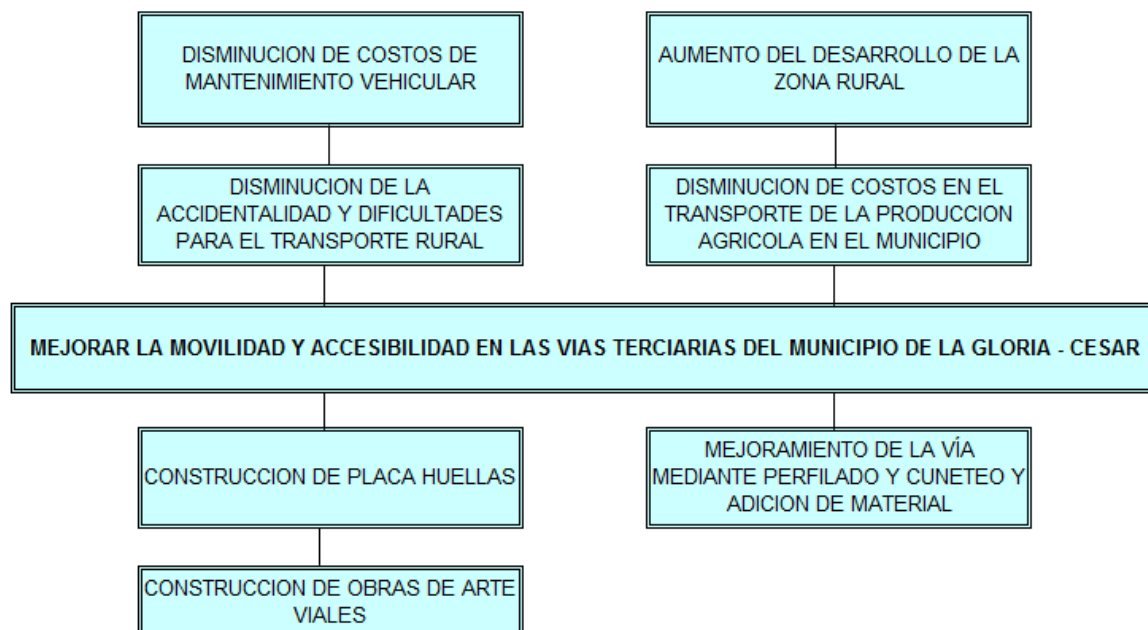 DISMINUCION DE COSTOS DE
MANTENIMIENTO VEHICULAR
AUMENTO DEL DESARROLLO DE LA
ZONA RURAL
DISMINUCION DE LA
ACCIDENTALIDAD Y DIFICULTADES
PARA EL TRANSPORTE RURAL
DISMINUCION DE COSTOS EN EL
TRANSPORTE DE LA PRODUCCION
AGRICOLA EN EL MUNICIPIO
MEJORAR LA MOVILIDAD Y ACCESIBILIDAD EN LAS VIAS TERCIARIAS DEL MUNICIPIO DE LA GLORIA - CESAR
CONSTRUCCION DE PLACA HUELLAS
MEJORAMIENTO DE LA VÍA
MEDIANTE PERFILADO Y CUNETEO Y
ADICION DE MATERIAL
CONSTRUCCION DE OBRAS DE ARTE
VIALES